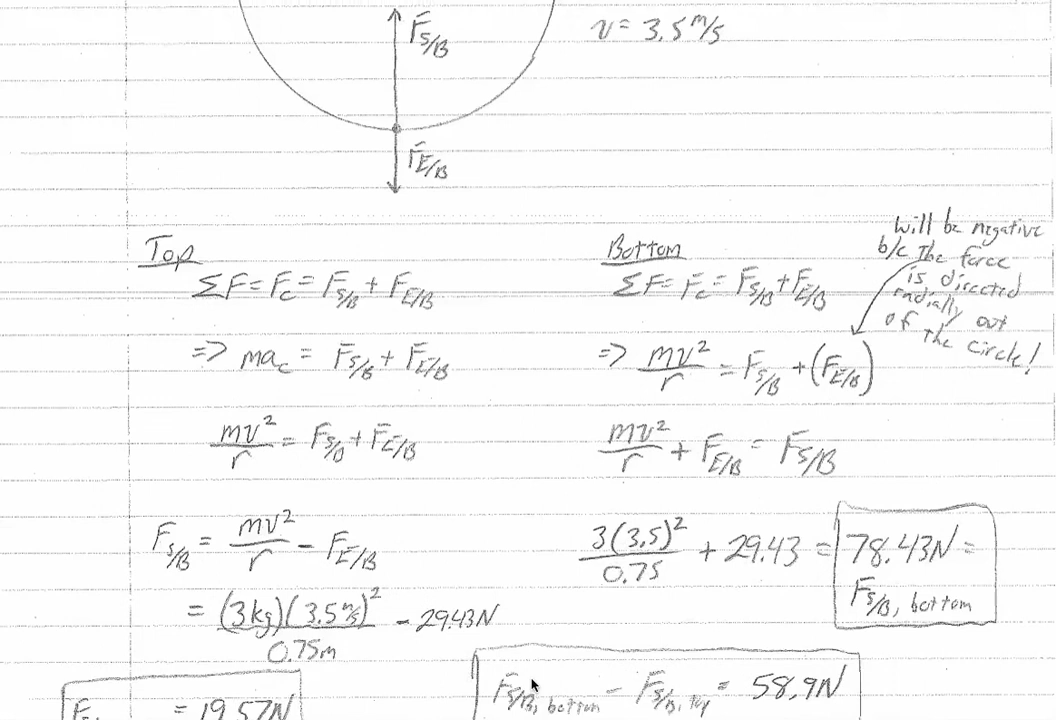 F_S/B
v = 3.5 m/s
F_E/B
Top
ΣF = F_c = F_S/B + F_E/B
=> ma_c = F_S/B + F_E/B
mv²/r = F_S/B + F_E/B
F_S/B = mv²/r - F_E/B
= (3kg)(3.5 m/s)²/0.75m - 29.43N
= 19.57N
Bottom
ΣF = F_c = F_S/B + F_E/B
will be negative
b/c the force
is directed
radially out
of the circle!
=> mv²/r = F_S/B + (F_E/B)
mv²/r + F_E/B = F_S/B
3(3.5)²/0.75 + 29.43 = 78.43N =
F_S/B, bottom
F_S/B, bottom - F_S/B, top = 58.9N